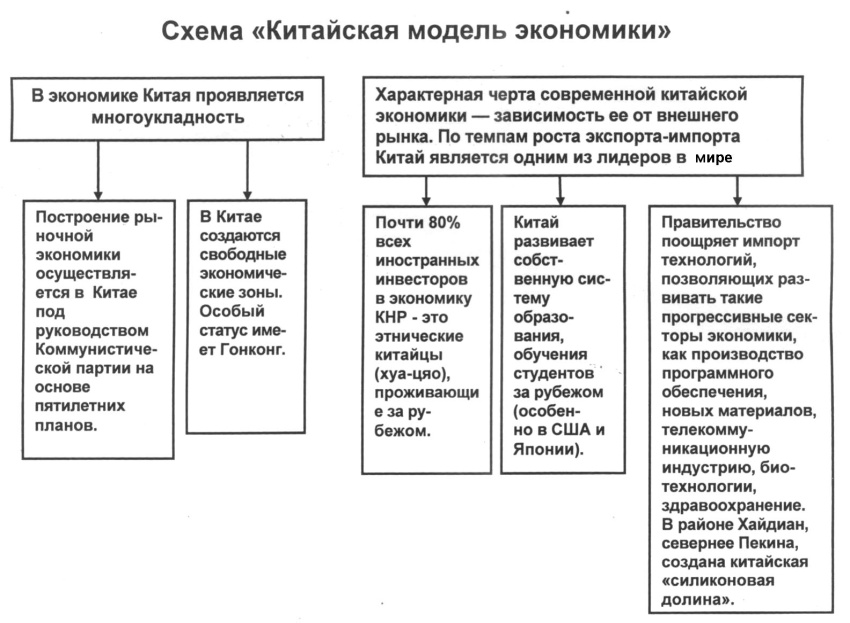 Схема «Китайская модель экономики»
В экономике Китая проявляется
многоукладность
Построение ры-
ночной
экономики
осуществля-
ется в Китае
под
руководством
Коммунистиче-
ской партии на
основе
пятилетних
планов.
В Китае
создаются
свободные
экономиче-
ские зоны.
Особый
статус име-
ет Гонконг.
Характерная черта современной китайской
экономики — зависимость ее от внешнего
рынка. По темпам роста экспорта-импорта
Китай является одним из лидеров в мире
Почти 80%
всех
иностранных
инвесторов
в экономику
КНР - это
этнические
китайцы
(хуа-цяо),
проживающи
е за ру-
бежом.
Китай
развивает
собст-
венную сис-
тему
образо-
вания,
обучения
студентов
за рубежом
(особен-
но в США и
Японии).
Правительство
поощряет импорт
технологий,
позволяющих раз-
вивать такие
прогрессивные сек-
торы экономики,
как производство
программного
обеспечения,
новых материалов,
телекомму-
никационную
индустрию, био-
технологии,
здравоохранение.
В районе Хайдиан,
севернее Пекина,
создана китайская
«силиконовая
долина».